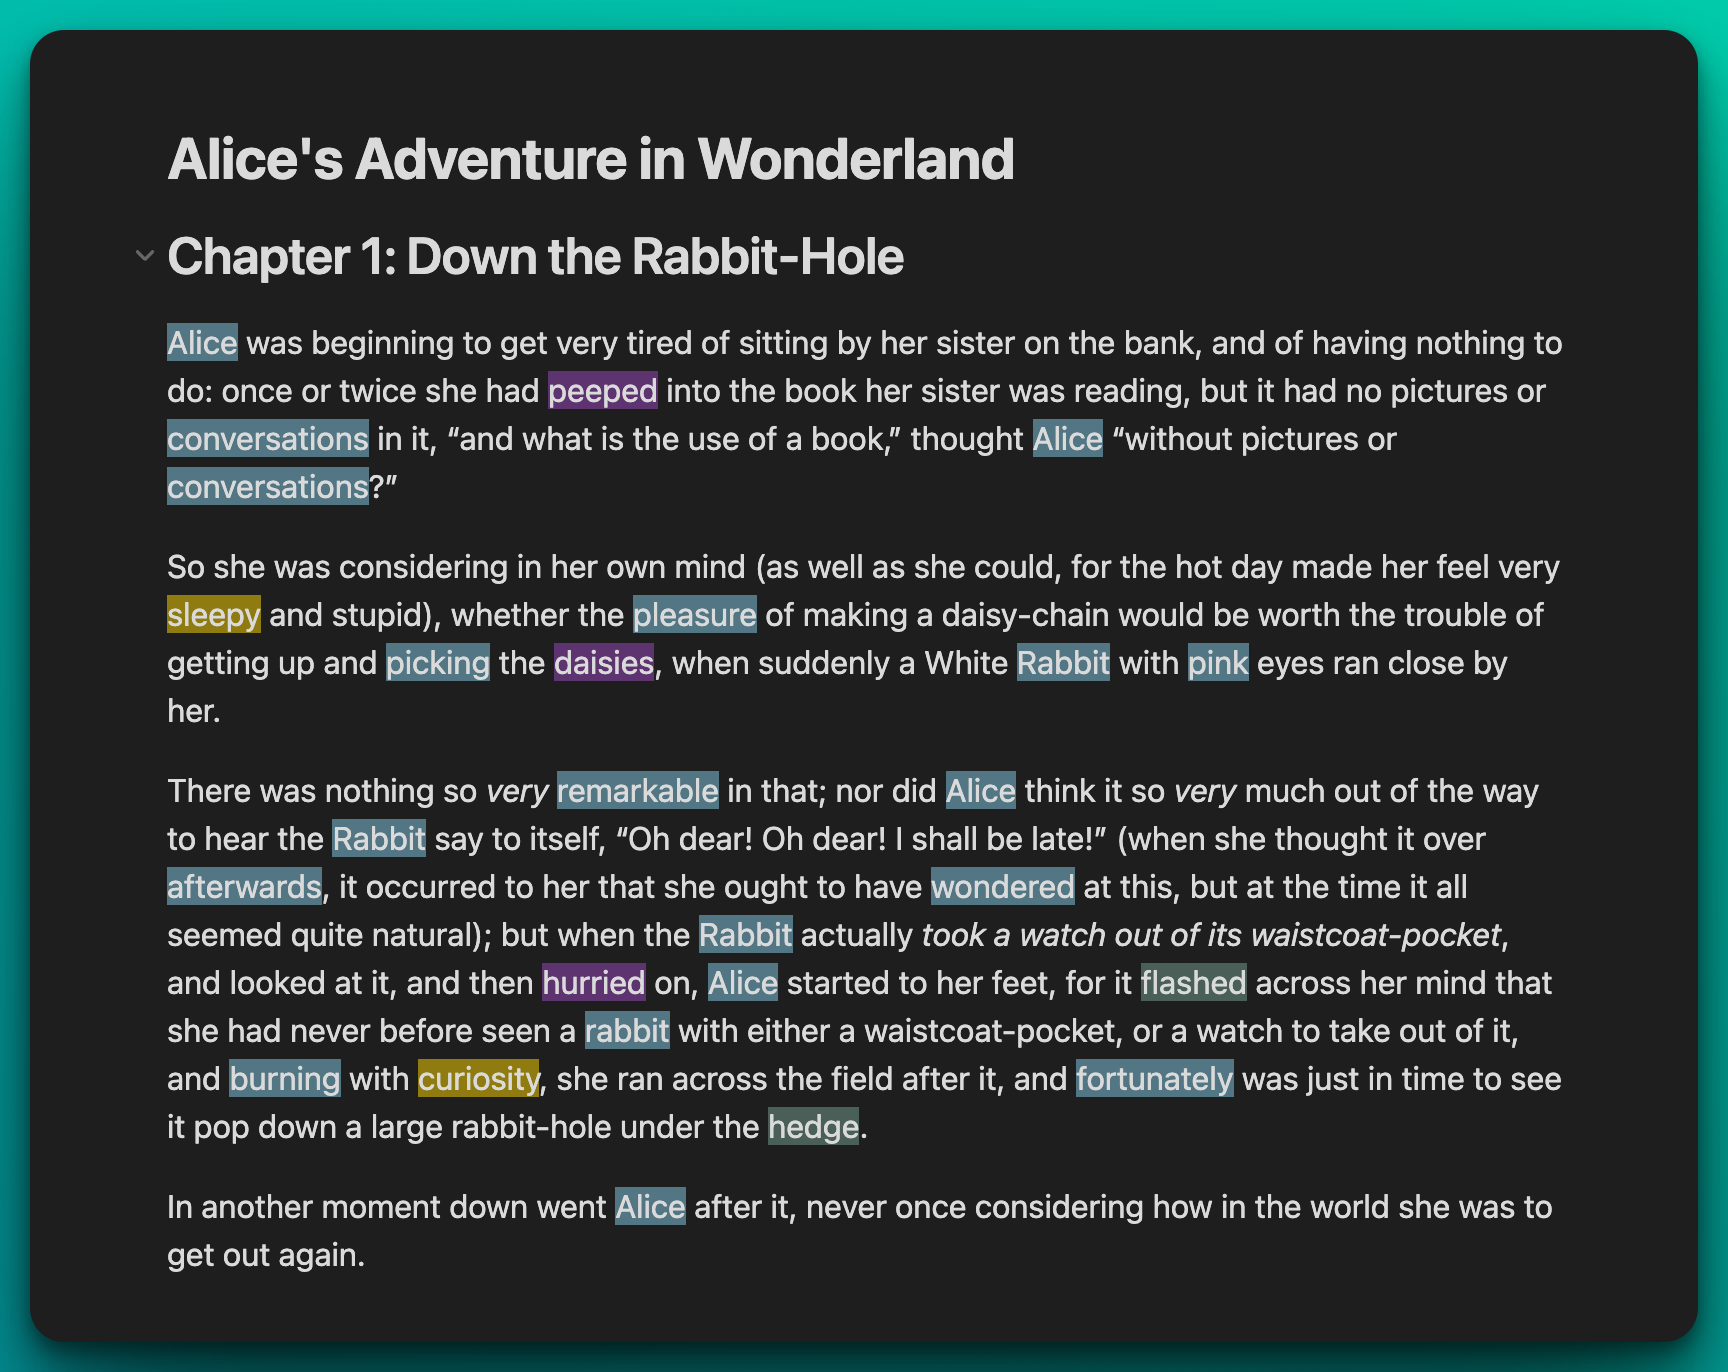 Alice's Adventure in Wonderland
Chapter 1: Down the Rabbit-Hole
Alice was beginning to get very tired of sitting by her sister on the bank, and of having nothing to
do: once or twice she had peeped into the book her sister was reading, but it had no pictures or
conversations in it, “and what is the use of a book,” thought Alice “without pictures or
conversations?”
So she was considering in her own mind (as well as she could, for the hot day made her feel very
sleepy and stupid), whether the pleasure of making a daisy-chain would be worth the trouble of
getting up and picking the daisies, when suddenly a White Rabbit with pink eyes ran close by
her.
There was nothing so very remarkable in that; nor did Alice think it so very much out of the way
to hear the Rabbit say to itself, “Oh dear! Oh dear! I shall be late!” (when she thought it over
afterwards, it occurred to her that she ought to have wondered at this, but at the time it all
seemed quite natural); but when the Rabbit actually took a watch out of its waistcoat-pocket,
and looked at it, and then hurried on, Alice started to her feet, for it flashed across her mind that
she had never before seen a rabbit with either a waistcoat-pocket, or a watch to take out of it,
and burning with curiosity, she ran across the field after it, and fortunately was just in time to see
it pop down a large rabbit-hole under the hedge.
In another moment down went Alice after it, never once considering how in the world she was to
get out again.